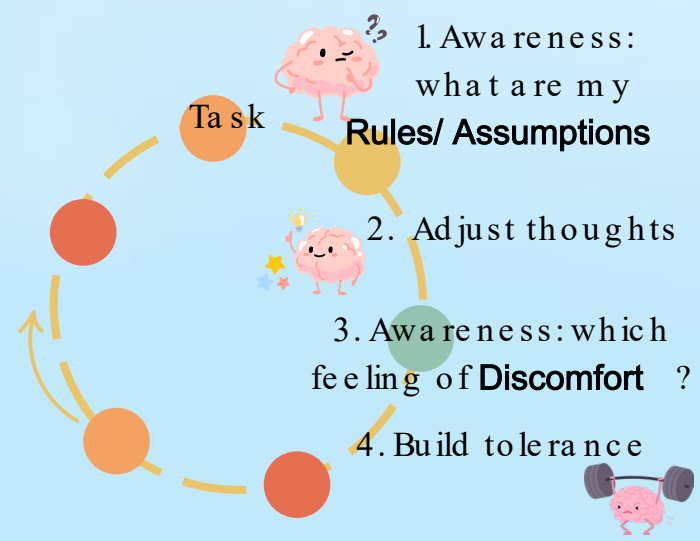 Task
1. Awareness:
what are my
Rules/ Assumptions
2. Adjust thoughts
3. Awareness: which
feeling of Discomfort ?
4. Build tolerance